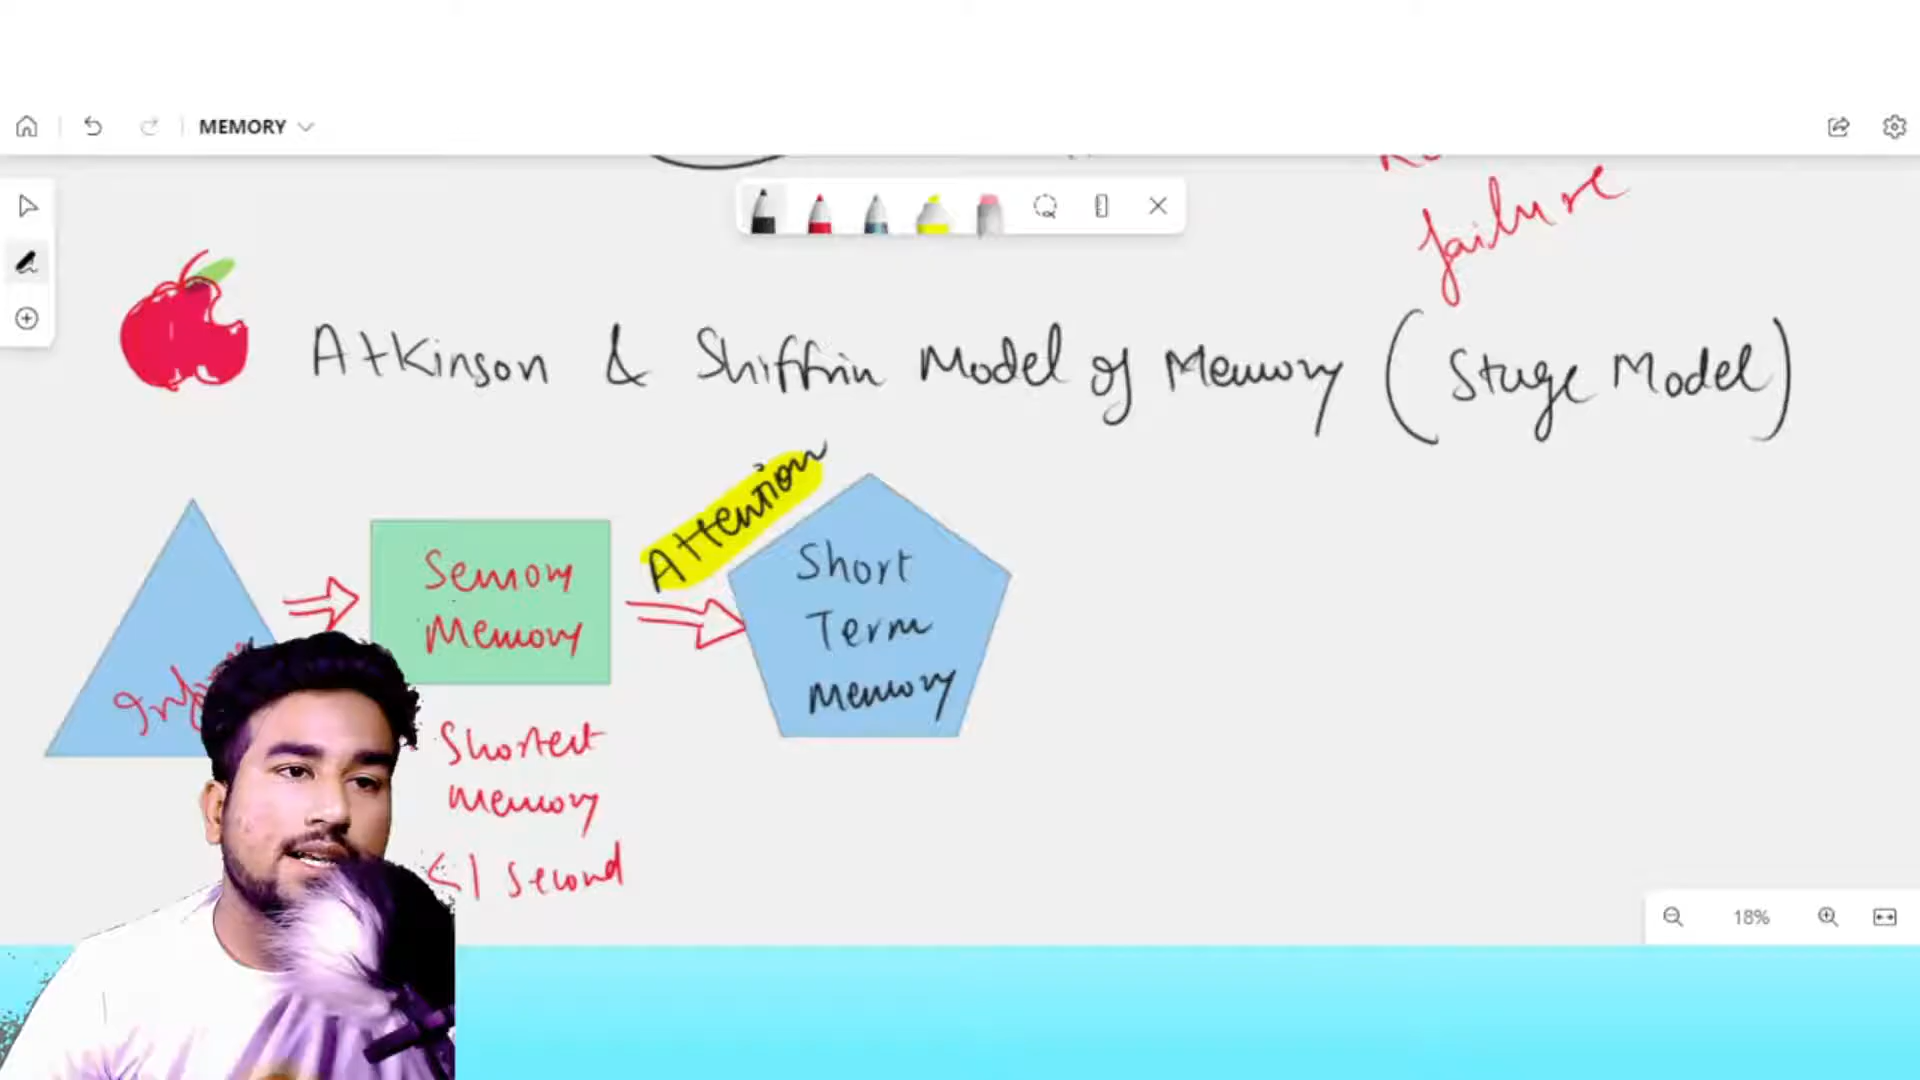 MEMORY
failure
Atkinson & Shiffrin Model of Memory (Stage Model)
Attention
Sensory
Memory
Short
Term
Memory
Shortest
Memory
<1 Second
18%